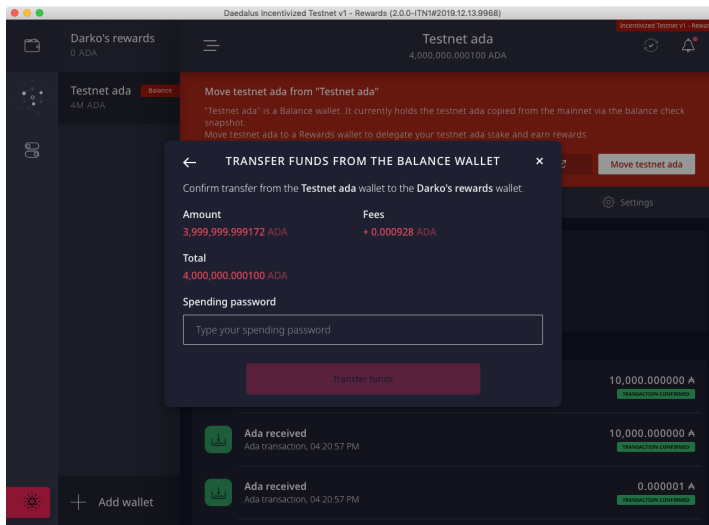 Daedalus Incentivized Testnet v1 - Rewards (2.0.0-ITN1#2019.12.13.9968)
Incentivized Testnet v1 - Rewar
Darko's rewards
0 ADA
Testnet ada
4,000,000.000100 ADA
Testnet ada Balance
4M ADA
Move testnet ada from "Testnet ada"
"Testnet ada" is a Balance wallet. It currently holds the testnet ada copied from the mainnet via the balance check
snapshot.
Move testnet ada to a Rewards wallet to delegate your testnet ada stake and earn rewards.
Move testnet ada
Settings
TRANSFER FUNDS FROM THE BALANCE WALLET
Confirm transfer from the Testnet ada wallet to the Darko's rewards wallet.
Amount Fees
3,999,999.999172 ADA + 0.000928 ADA
Total
4,000,000.000100 ADA
Spending password
Type your spending password
Transfer funds
10,000.000000 ₳
TRANSACTION CONFIRMED
Ada received 10,000.000000 ₳
Ada transaction, 04:20:57 PM TRANSACTION CONFIRMED
Ada received 0.000001 ₳
Ada transaction, 04:20:57 PM TRANSACTION CONFIRMED
Add wallet